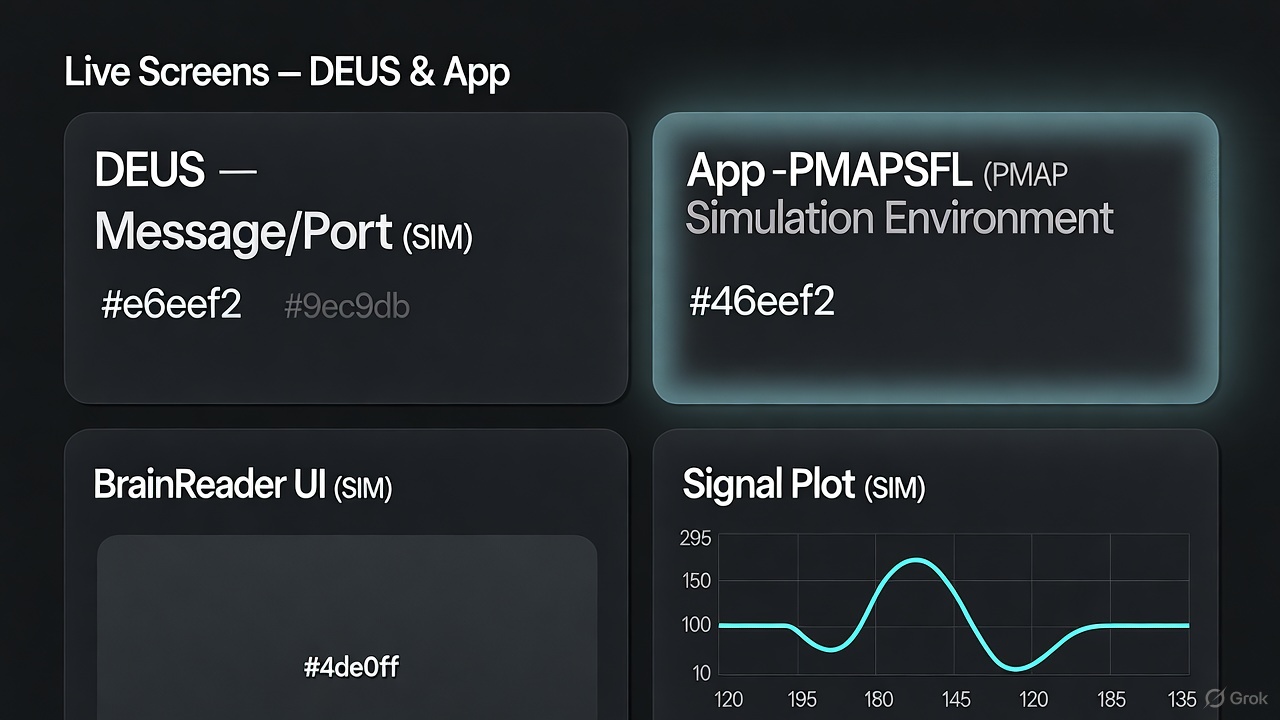 Live Screens – DEUS & App
DEUS —
Message/Port (SIM)
#e6eef2 #9ec9db
App -PMAPSFL (PMAP
Simulation Environment
#46eef2
BrainReader UI (SIM)
#4de0ff
Signal Plot (SIM)
295
150
100
10
120 195 180 145 120 185 135
Grok